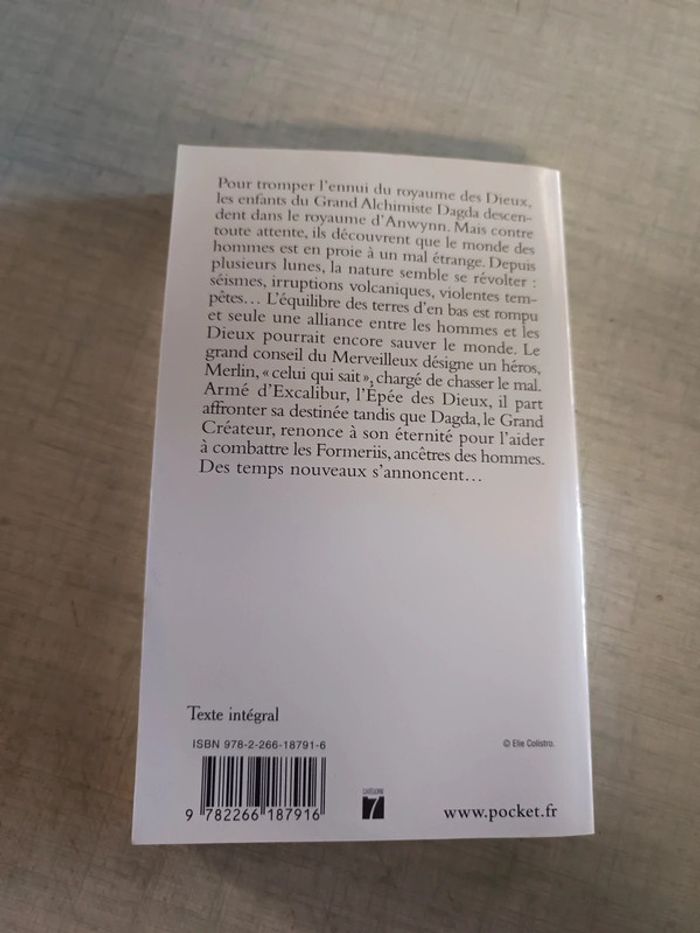 Pour tromper l'ennui du royaume des Dieux,
les enfants du Grand Alchimiste Dagda descen-
dent dans le royaume d'Anwynn. Mais contre
toute attente, ils découvrent que le monde des
hommes est en proie à un mal étrange. Depuis
plusieurs lunes, la nature semble se révolter :
séismes, irruptions volcaniques, violentes tem-
pêtes... L'équilibre des terres d'en bas est rompu
et seule une alliance entre les hommes et les
Dieux pourrait encore sauver le monde. Le
grand conseil du Merveilleux désigne un héros,
Merlin, « celui qui sait », chargé de chasser le mal.
Armé d'Excalibur, l'Épée des Dieux, il part
affronter sa destinée tandis que Dagda, le Grand
Créateur, renonce à son éternité pour l'aider
à combattre les Formeriis, ancêtres des hommes.
Des temps nouveaux s'annoncent...
Texte intégral
ISBN 978-2-266-18791-6
© Elie Colistro.
CATÉGORIE
7
9 782266 187916
www.pocket.fr